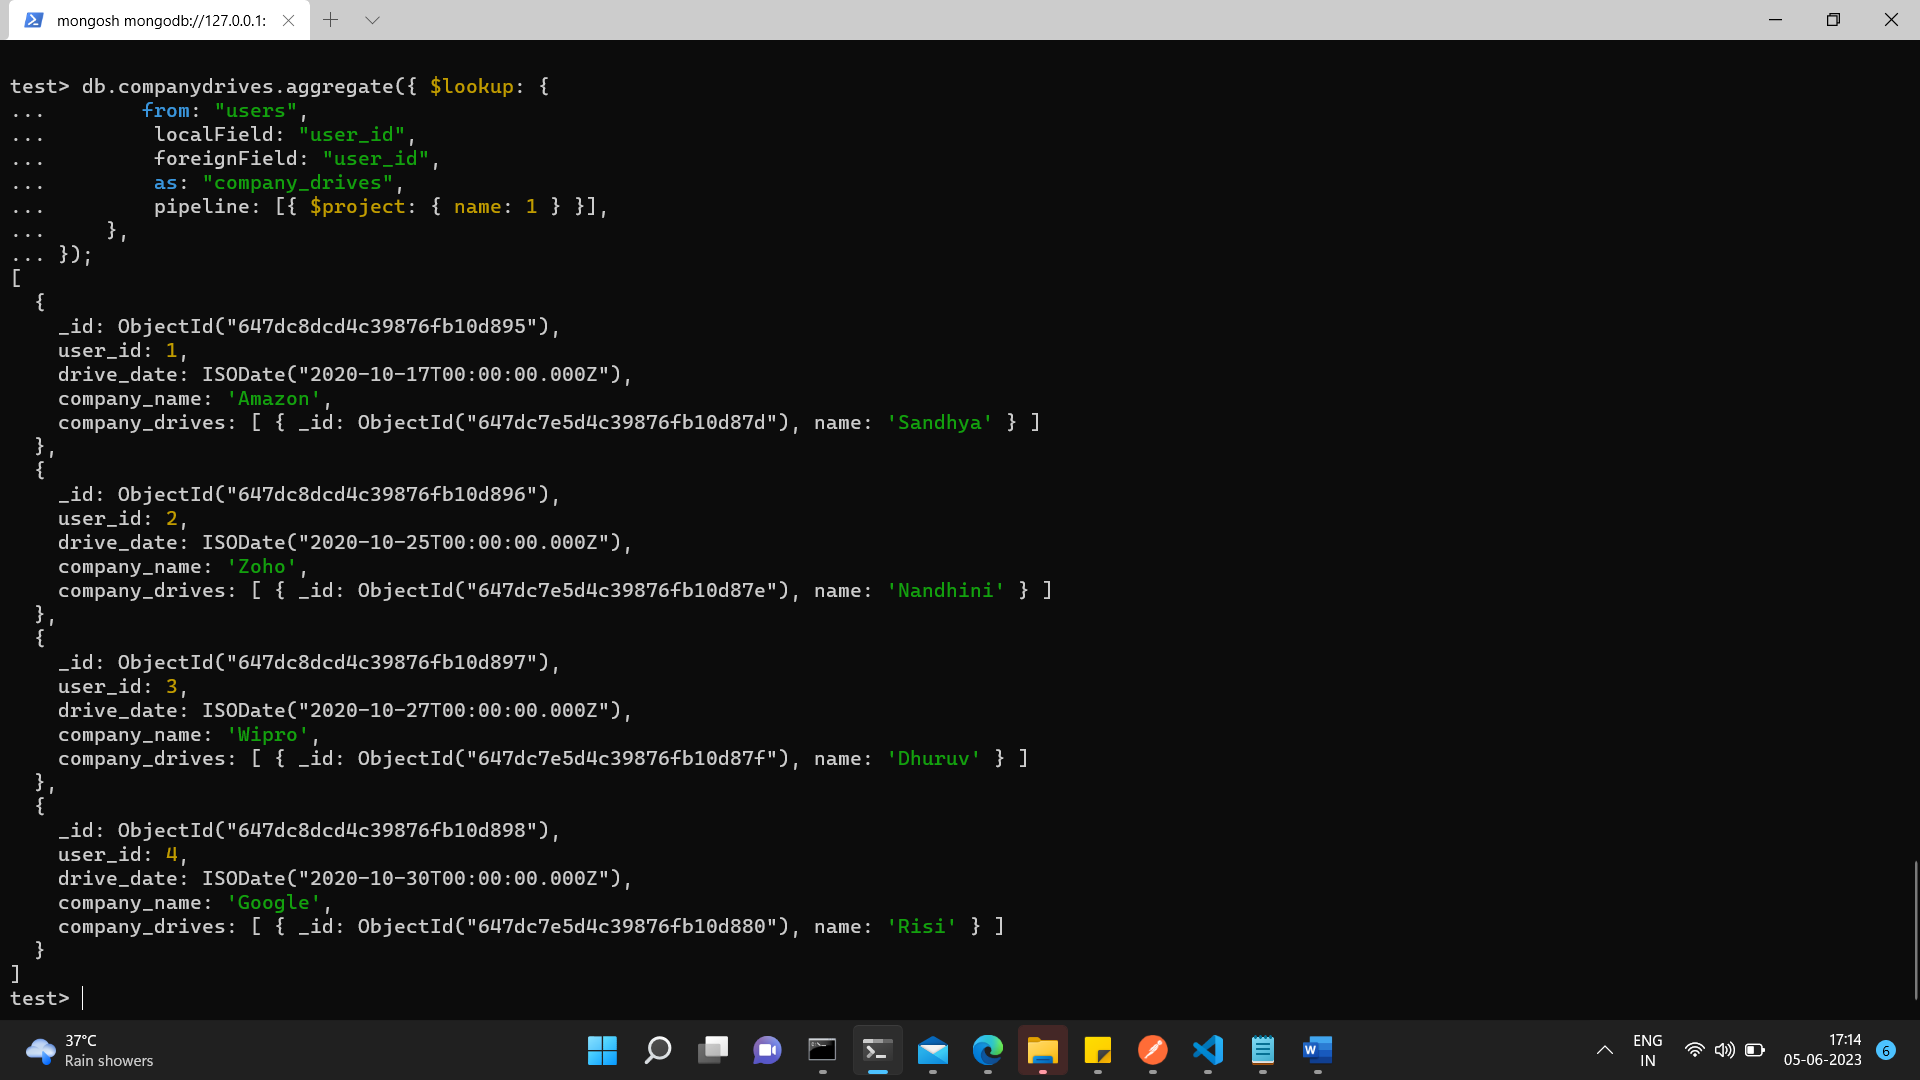 mongosh mongodb://127.0.0.1:
test> db.companydrives.aggregate({ $lookup: {
...        from: "users",
...         localField: "user_id",
...         foreignField: "user_id",
...         as: "company_drives",
...         pipeline: [{ $project: { name: 1 } }],
...     },
... });
[
  {
    _id: ObjectId("647dc8dcd4c39876fb10d895"),
    user_id: 1,
    drive_date: ISODate("2020-10-17T00:00:00.000Z"),
    company_name: 'Amazon',
    company_drives: [ { _id: ObjectId("647dc7e5d4c39876fb10d87d"), name: 'Sandhya' } ]
  },
  {
    _id: ObjectId("647dc8dcd4c39876fb10d896"),
    user_id: 2,
    drive_date: ISODate("2020-10-25T00:00:00.000Z"),
    company_name: 'Zoho',
    company_drives: [ { _id: ObjectId("647dc7e5d4c39876fb10d87e"), name: 'Nandhini' } ]
  },
  {
    _id: ObjectId("647dc8dcd4c39876fb10d897"),
    user_id: 3,
    drive_date: ISODate("2020-10-27T00:00:00.000Z"),
    company_name: 'Wipro',
    company_drives: [ { _id: ObjectId("647dc7e5d4c39876fb10d87f"), name: 'Dhuruv' } ]
  },
  {
    _id: ObjectId("647dc8dcd4c39876fb10d898"),
    user_id: 4,
    drive_date: ISODate("2020-10-30T00:00:00.000Z"),
    company_name: 'Google',
    company_drives: [ { _id: ObjectId("647dc7e5d4c39876fb10d880"), name: 'Risi' } ]
  }
]
test>
37°C
Rain showers
W
ENG
IN
17:14
05-06-2023
6